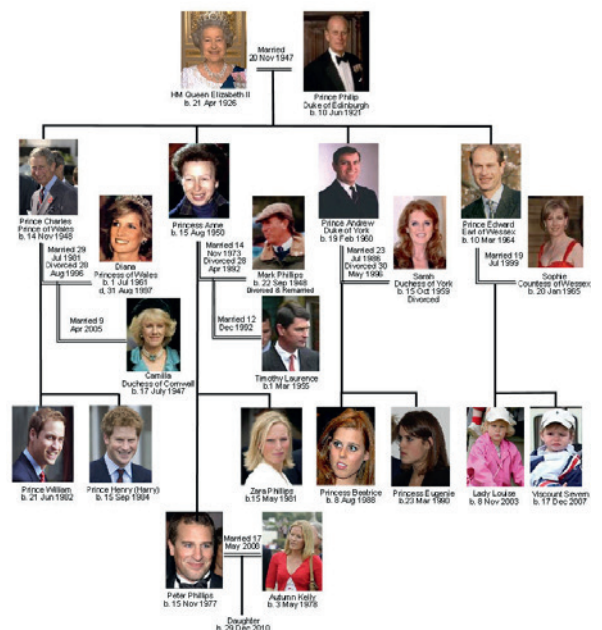 Married
20 Nov 1947
HM Queen Elizabeth II
b. 21 Apr 1926
Prince Philip
Duke of Edinburgh
b. 10 Jun 1921
Prince Charles
Prince of Wales
b. 14 Nov 1948
Princess Anne
b. 15 Aug 1950
Prince Andrew
Duke of York
b. 19 Feb 1960
Prince Edward
Earl of Wessex
b. 10 Mar 1964
Married 29
Jul 1981
Divorced 28
Aug 1996
Diana
Princess of Wales
b. 1 Jul 1961
d. 31 Aug 1997
Married 14
Nov 1973
Divorced 28
Apr 1992
Mark Phillips
b. 22 Sep 1948
Divorced & Remarried
Married 23
Jul 1986
Divorced 30
May 1996
Sarah
Duchess of York
b. 15 Oct 1959
Divorced
Married 19
Jul 1999
Sophie
Countess of Wessex
b. 20 Jan 1965
Married 9
Apr 2005
Camilla
Duchess of Cornwall
b. 17 July 1947
Married 12
Dec 1992
Timothy Laurence
b. 1 Mar 1955
Prince William
b. 21 Jun 1982
Prince Henry (Harry)
b. 15 Sep 1984
Zara Phillips
b. 15 May 1981
Princess Beatrice
b. 8 Aug 1988
Princess Eugenie
b. 23 Mar 1990
Lady Louise
b. 8 Nov 2003
Viscount Severn
b. 17 Dec 2007
Married 17
May 2008
Peter Phillips
b. 15 Nov 1977
Autumn Kelly
b. 3 May 1978
Daughter
b. 29 Dec 2010